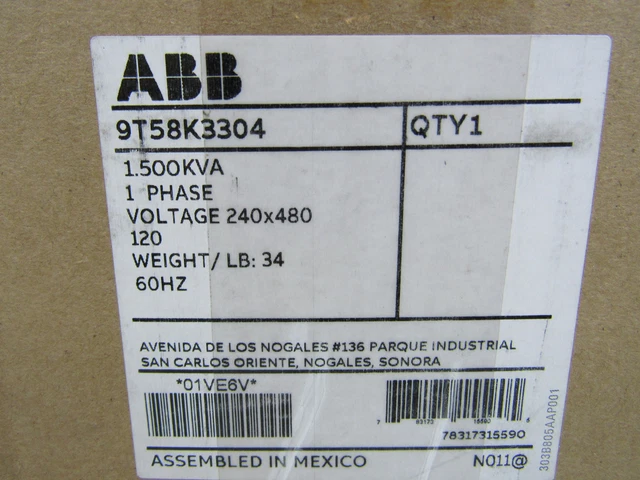 ABB
9T58K3304 QTY1
1.500KVA
1 PHASE
VOLTAGE 240x480
120
WEIGHT/ LB: 34
60HZ
AVENIDA DE LOS NOGALES #136 PARQUE INDUSTRIAL
SAN CARLOS ORIENTE, NOGALES, SONORA
*01VE6V*
78317315590
ASSEMBLED IN MEXICO N011@
303B805AAP001